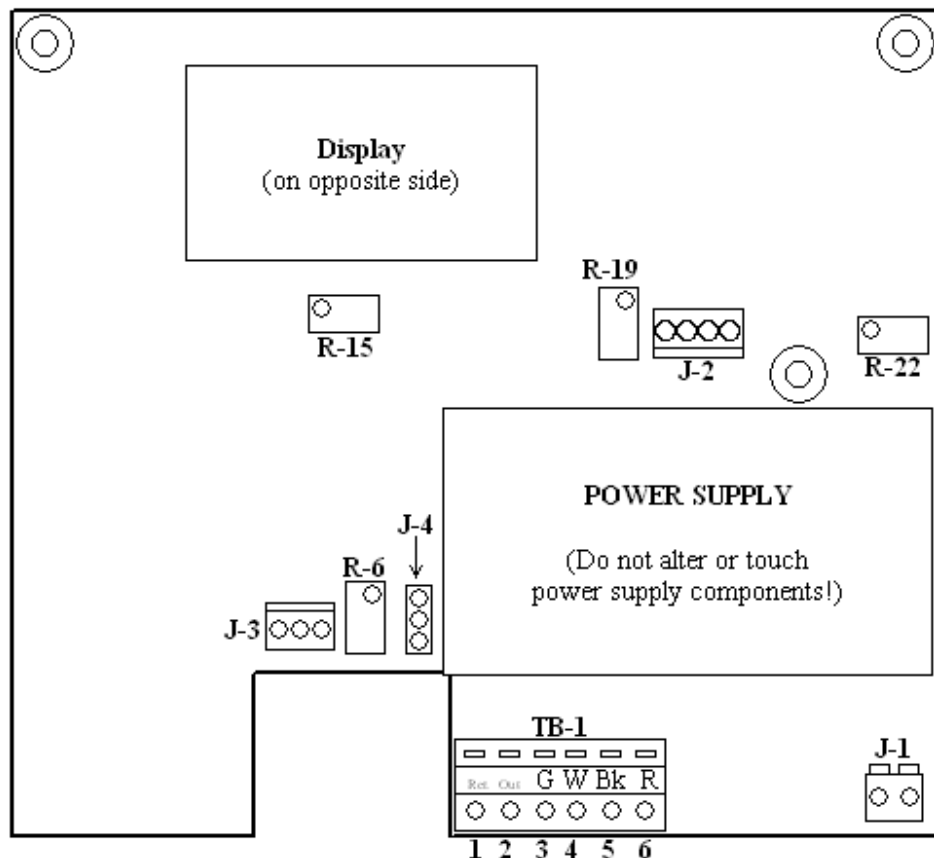 Display
(on opposite side)
R-19
R-15
J-2
R-22
POWER SUPPLY
(Do not alter or touch
power supply components!)
J-4
R-6
J-3
TB-1
J-1
Ret. Out G W Bk R
1 2 3 4 5 6